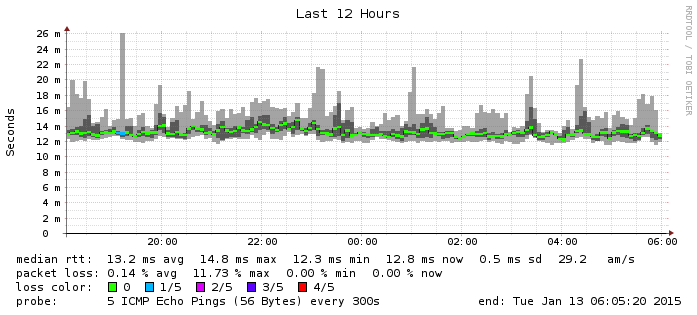 Last 12 Hours
RRDTOOL / TOBI OETIKER
Seconds
26 m
24 m
22 m
20 m
18 m
16 m
14 m
12 m
10 m
8 m
6 m
4 m
2 m
0
20:00 22:00 00:00 02:00 04:00 06:00
median rtt: 13.2 ms avg 14.8 ms max 12.3 ms min 12.8 ms now 0.5 ms sd 29.2 am/s
packet loss: 0.14 % avg 11.73 % max 0.00 % min 0.00 % now
loss color: 0 1/5 2/5 3/5 4/5
probe: 5 ICMP Echo Pings (56 Bytes) every 300s end: Tue Jan 13 06:05:20 2015